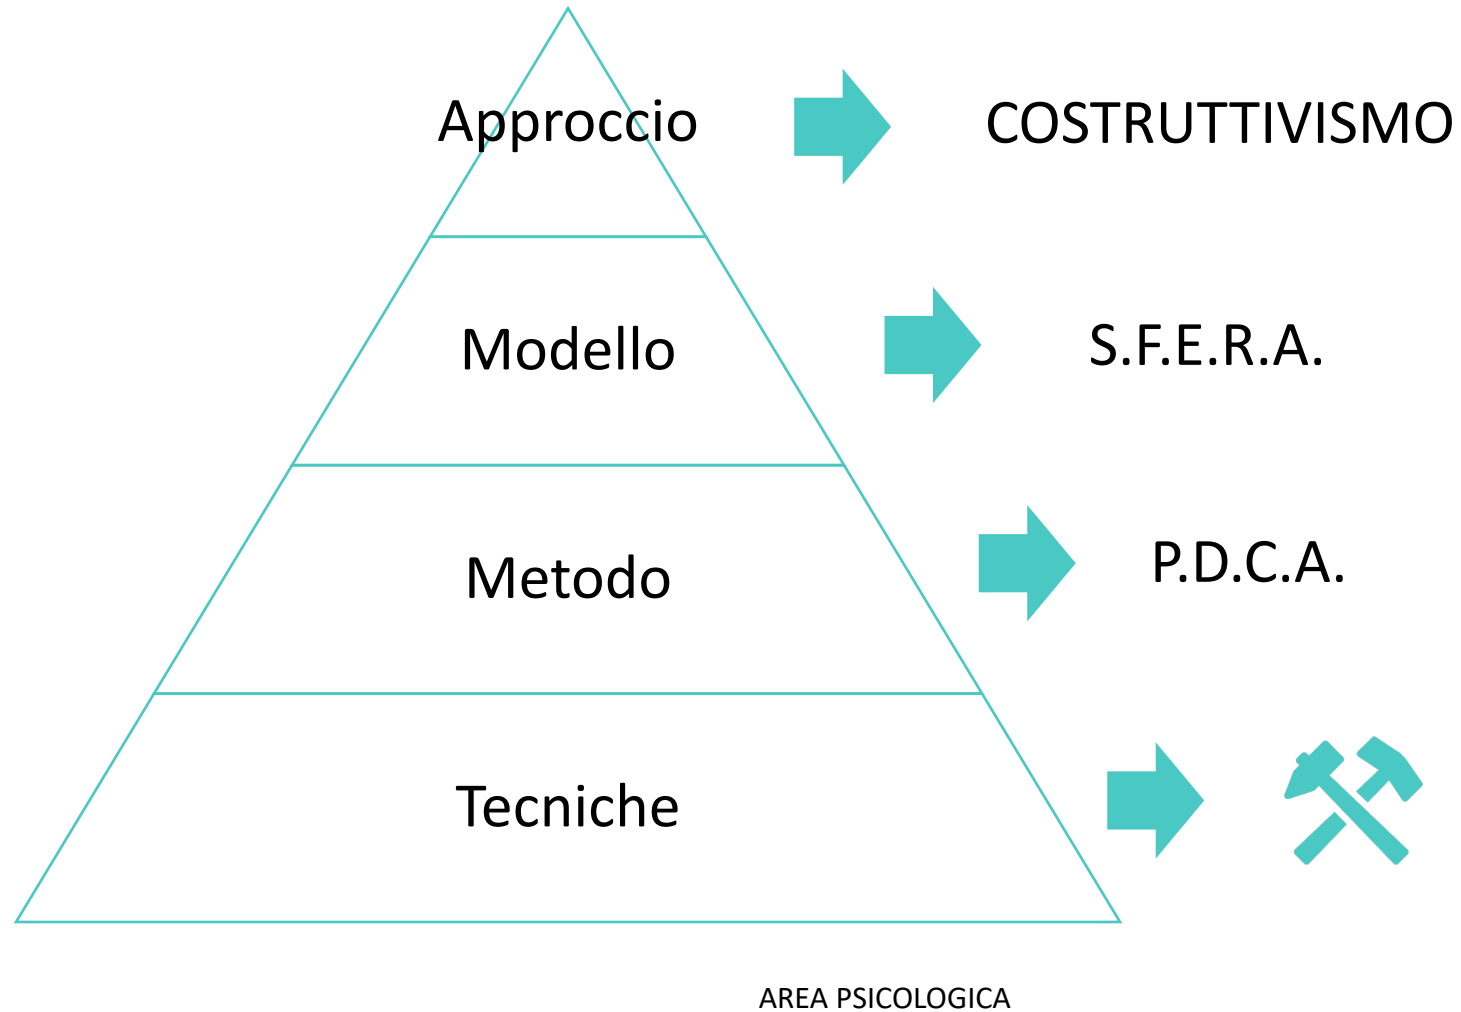 Approccio
COSTRUTTIVISMO
Modello
S.F.E.R.A.
Metodo
P.D.C.A.
Tecniche
AREA PSICOLOGICA